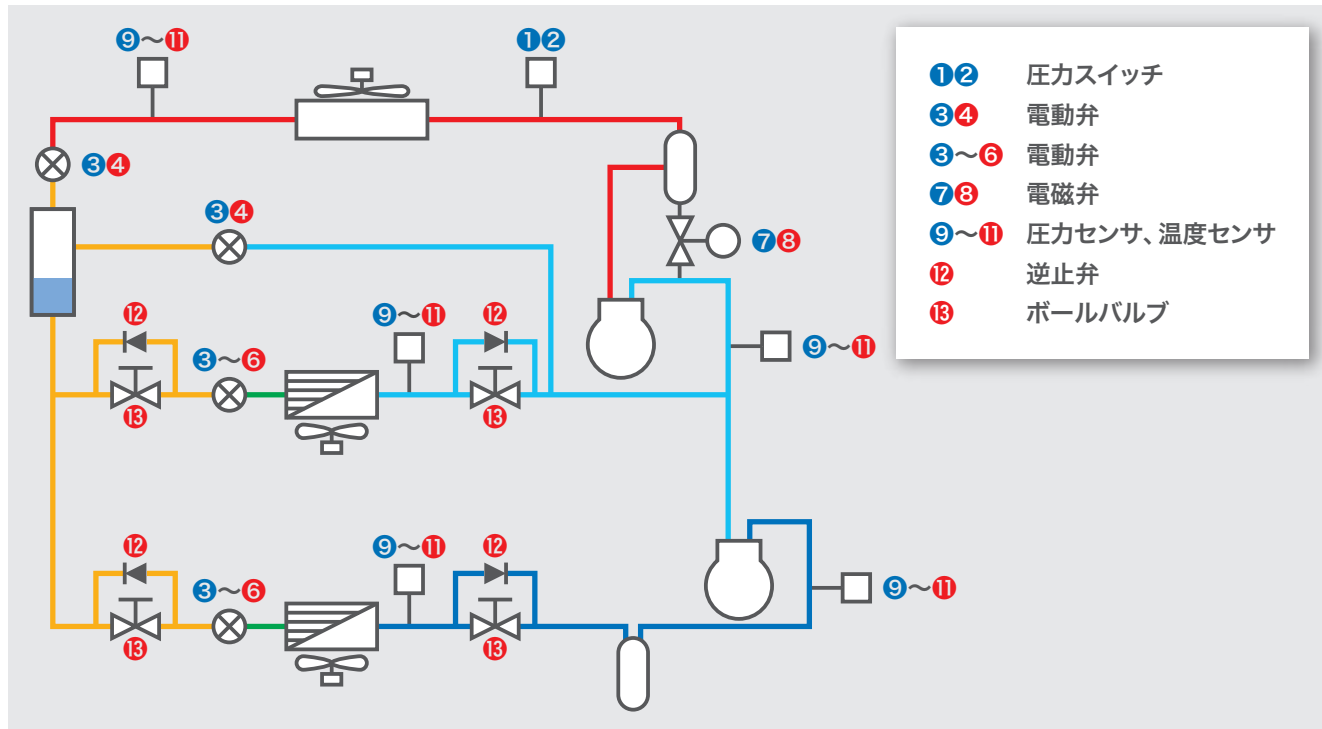 ❾～⓫
❶❷
❸❹
❸❹
❼❽
⓬
❾～⓫
⓬
❸～❻
❾～⓫
⓭
⓭
⓬
❾～⓫
⓬
❸～❻
❾～⓫
⓭
⓭
❶❷ 圧力スイッチ
❸❹ 電動弁
❸～❻ 電動弁
❼❽ 電磁弁
❾～⓫ 圧力センサ、温度センサ
⓬ 逆止弁
⓭ ボールバルブ